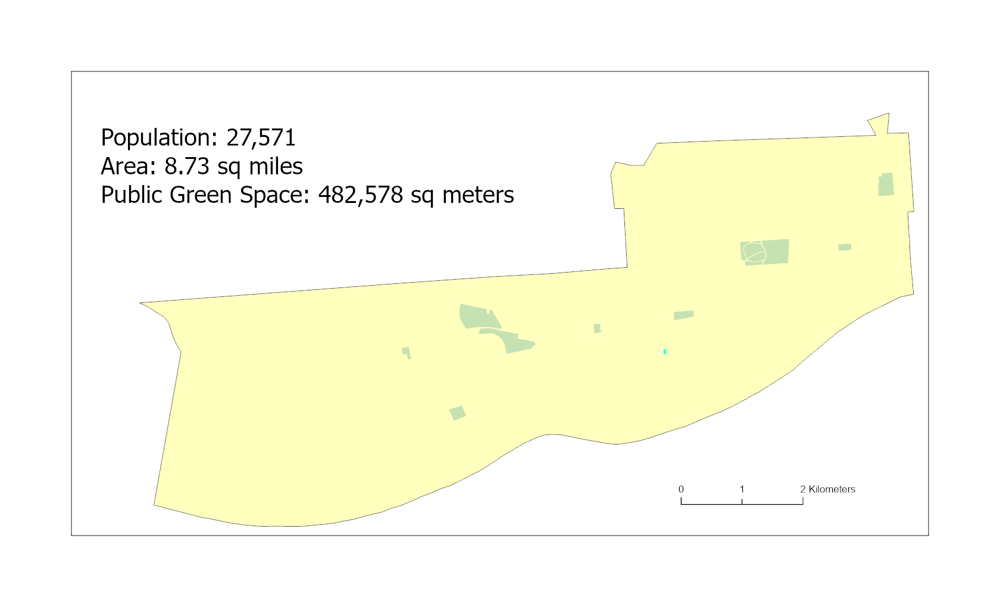 Population: 27,571
Area: 8.73 sq miles
Public Green Space: 482,578 sq meters
0 1 2 Kilometers